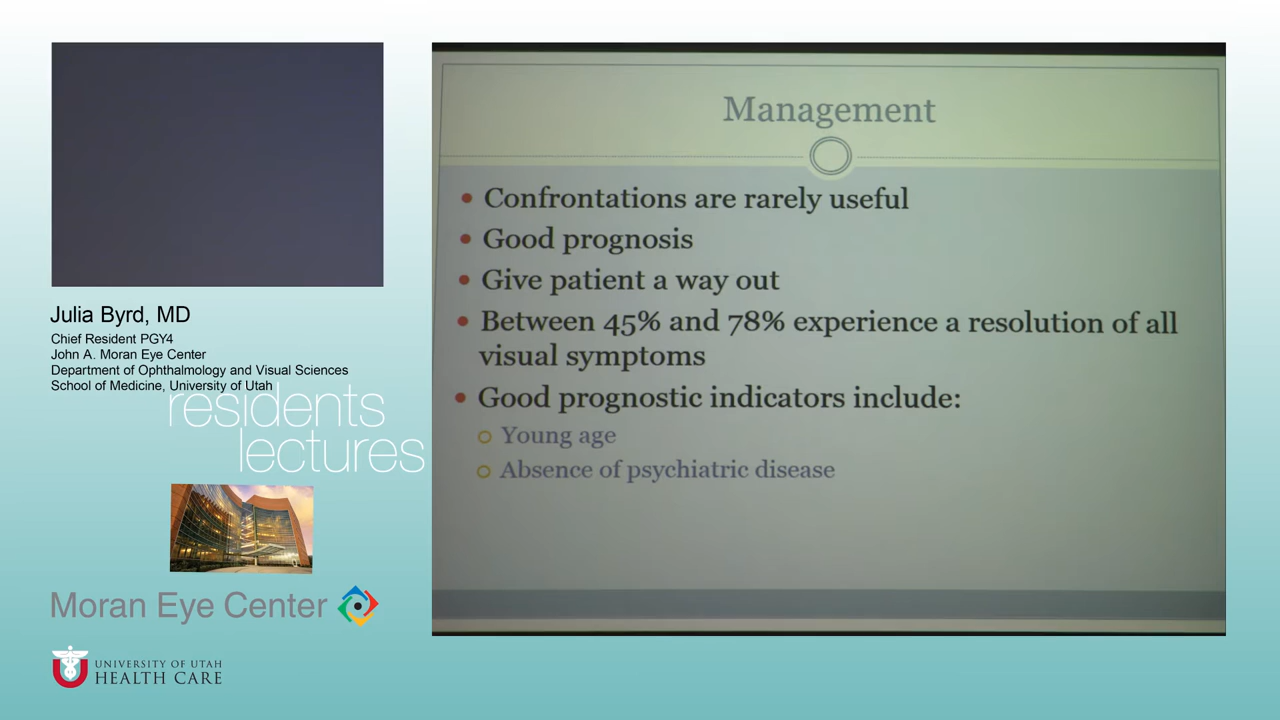 Julia Byrd, MD
Chief Resident PGY4
John A. Moran Eye Center
Department of Ophthalmology and Visual Sciences
School of Medicine, University of Utah
residents
lectures
Moran Eye Center
UNIVERSITY OF UTAH
HEALTH CARE
Management
Confrontations are rarely useful
Good prognosis
Give patient a way out
Between 45% and 78% experience a resolution of all
visual symptoms
Good prognostic indicators include:
Young age
Absence of psychiatric disease